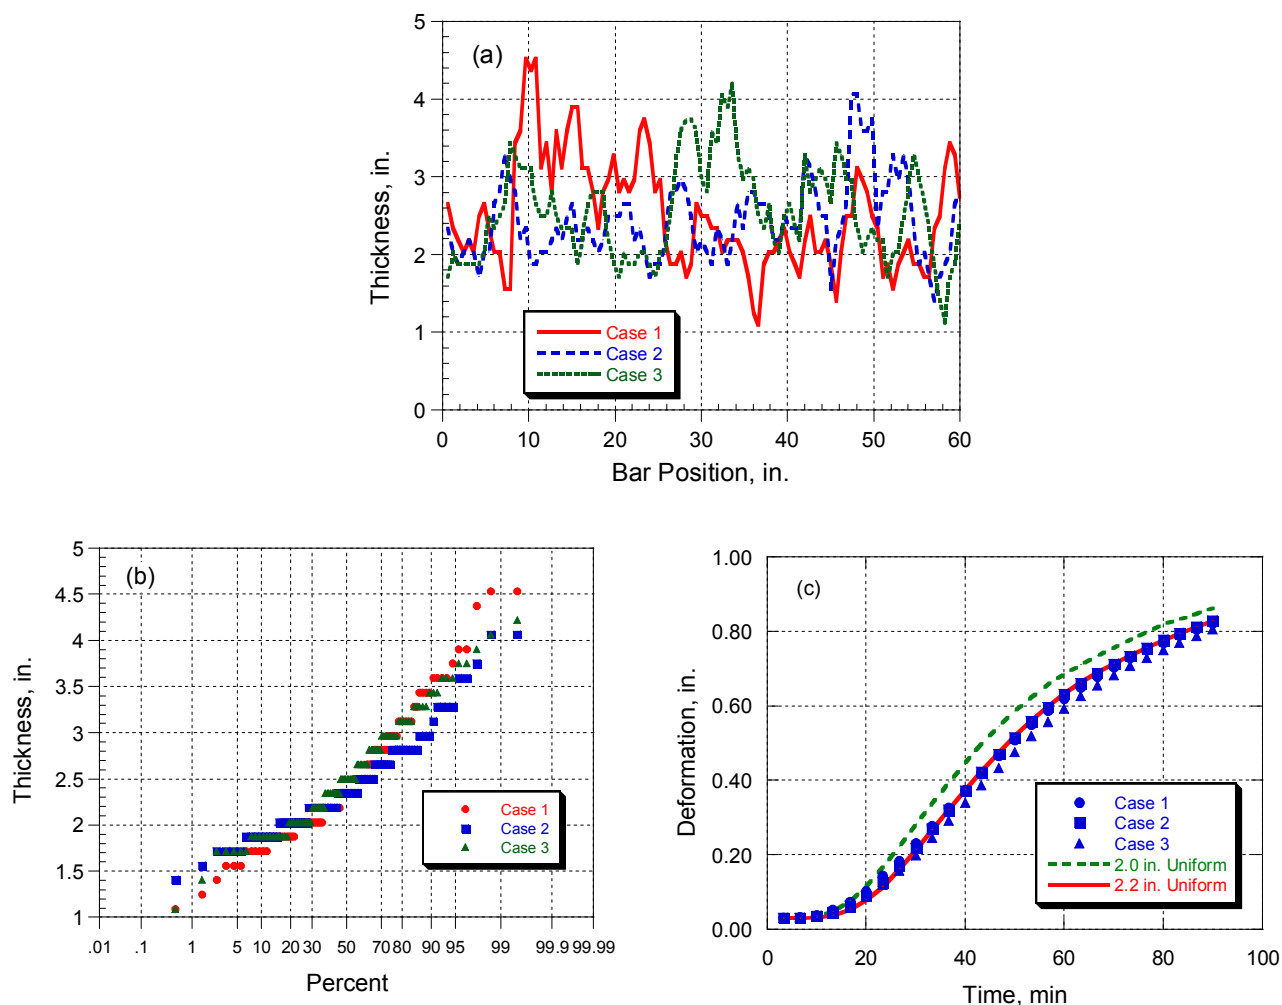 (a)
5
4
3
2
1
0
Thickness, in.
Case 1
Case 2
Case 3
0 10 20 30 40 50 60
Bar Position, in.
(b)
5
4.5
4
3.5
3
2.5
2
1.5
1
Thickness, in.
Case 1
Case 2
Case 3
.01 .1 1 5 10 20 30 50 70 80 90 95 99 99.9 99.99
Percent
(c)
1.00
0.80
0.60
0.40
0.20
0.00
Deformation, in.
Case 1
Case 2
Case 3
2.0 in. Uniform
2.2 in. Uniform
0 20 40 60 80 100
Time, min